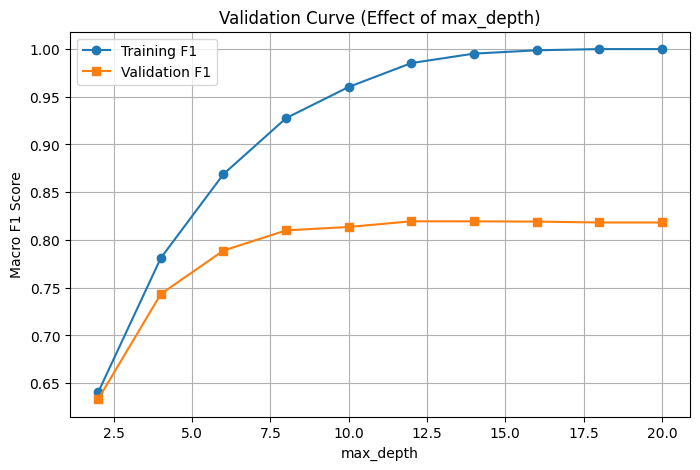 Validation Curve (Effect of max_depth)
Training F1
Validation F1
Macro F1 Score
1.00
0.95
0.90
0.85
0.80
0.75
0.70
0.65
2.5 5.0 7.5 10.0 12.5 15.0 17.5 20.0
max_depth